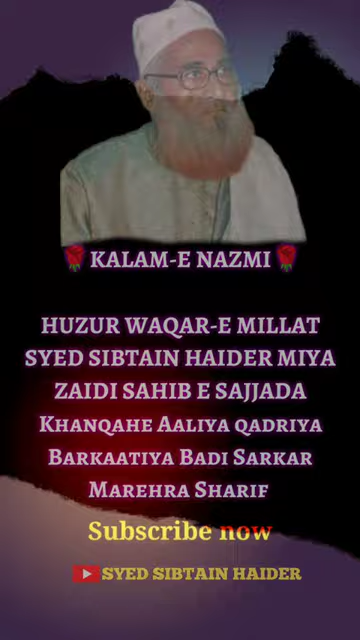 🌹 KALAM-E NAZMI 🌹
HUZUR WAQAR-E MILLAT
SYED SIBTAIN HAIDER MIYA
ZAIDI SAHIB E SAJJADA
KHANQAHE AALIYA QADRIYA
BARKAATIYA BADI SARKAR
MAREHRA SHARIF
Subscribe now
SYED SIBTAIN HAIDER